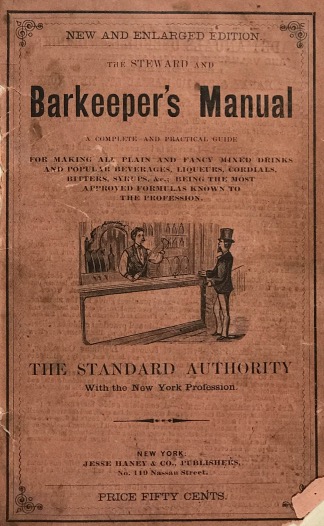 NEW AND ENLARGED EDITION.
THE STEWARD AND
Barkeeper's Manual
A COMPLETE AND PRACTICAL GUIDE
FOR MAKING ALL PLAIN AND FANCY MIXED DRINKS
AND POPULAR BEVERAGES, LIQUEURS, CORDIALS,
BITTERS, SYRUPS, &c., BEING THE MOST
APPROVED FORMULAS KNOWN TO
THE PROFESSION.
THE STANDARD AUTHORITY
With the New York Profession.
NEW YORK:
JESSE HANEY & CO., PUBLISHERS,
No. 119 Nassau Street.
PRICE FIFTY CENTS.